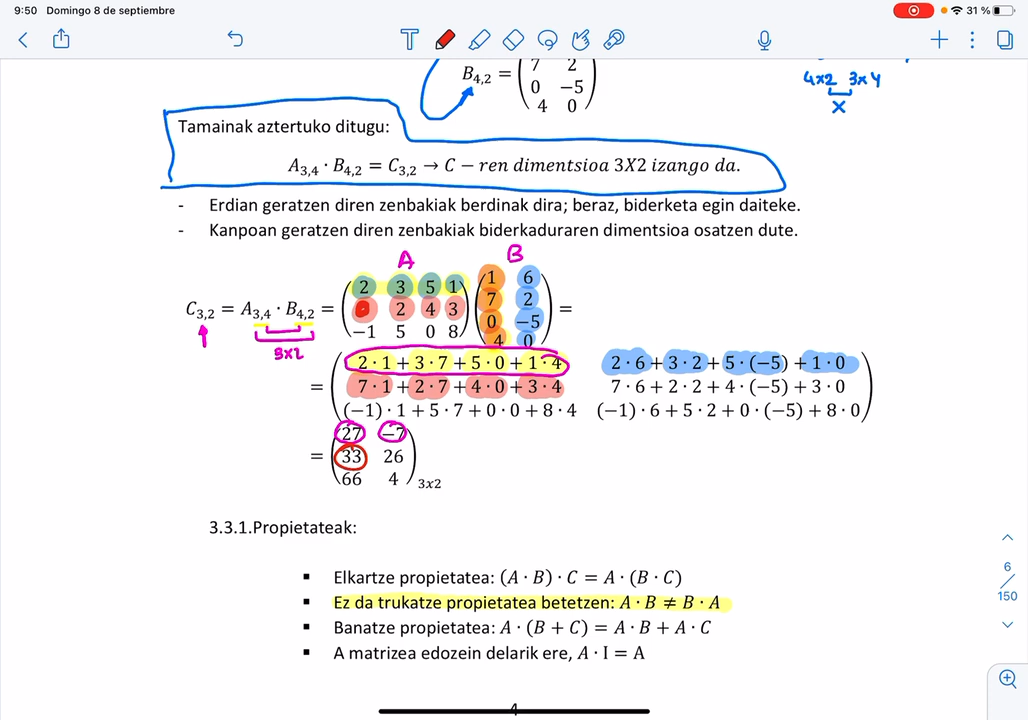 9:50 Domingo 8 de septiembre
31 %
T
7 2
B4,2 = ( 0 −5 )
4 0
4x2 3x4
x
Tamainak aztertuko ditugu:
A3,4 · B4,2 = C3,2 → C − ren dimentsioa 3X2 izango da.
- Erdian geratzen diren zenbakiak berdinak dira; beraz, biderketa egin daiteke.
- Kanpoan geratzen diren zenbakiak biderkaduraren dimentsioa osatzen dute.
A B
2 3 5 1 1 6
7 2
C3,2 = A3,4 · B4,2 = ( 2 4 3 ) ( ) =
−1 5 0 8 0 −5
4 0
3x2
2 · 1 + 3 · 7 + 5 · 0 + 1 · 4 2 · 6 + 3 · 2 + 5 · (−5) + 1 · 0
= ( 7 · 1 + 2 · 7 + 4 · 0 + 3 · 4 7 · 6 + 2 · 2 + 4 · (−5) + 3 · 0 )
(−1) · 1 + 5 · 7 + 0 · 0 + 8 · 4 (−1) · 6 + 5 · 2 + 0 · (−5) + 8 · 0
27 −7
= ( 33 26 )
66 4 3x2
3.3.1.Propietateak:
▪ Elkartze propietatea: (A · B) · C = A · (B · C)
▪ Ez da trukatze propietatea betetzen: A · B ≠ B · A
▪ Banatze propietatea: A · (B + C) = A · B + A · C
▪ A matrizea edozein delarik ere, A · I = A
6
150
4